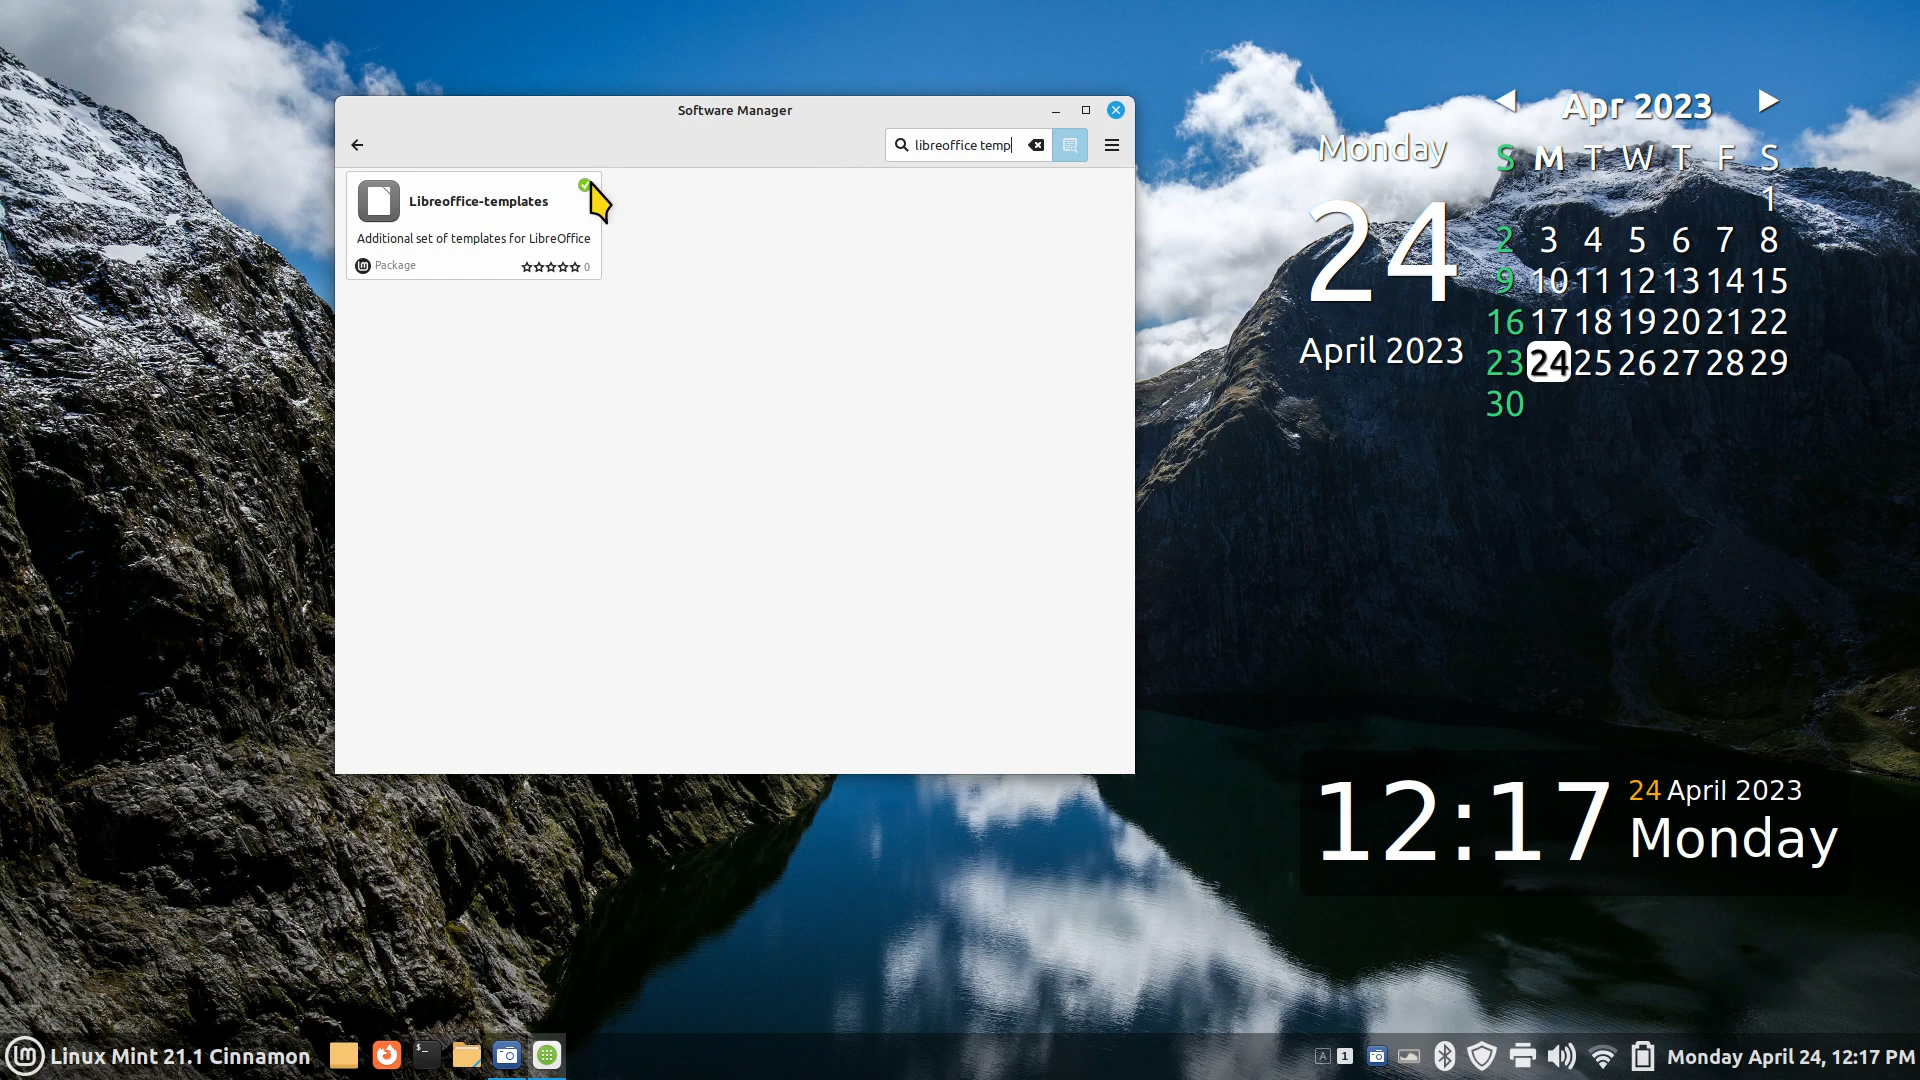 Software Manager
libreoffice temp
Libreoffice-templates
Additional set of templates for LibreOffice
Package
0
Monday
24
April 2023
Apr 2023
S M T W T F S
1
2 3 4 5 6 7 8
9 10 11 12 13 14 15
16 17 18 19 20 21 22
23 24 25 26 27 28 29
30
12:17
24 April 2023
Monday
Linux Mint 21.1 Cinnamon
A 1
Monday April 24, 12:17 PM